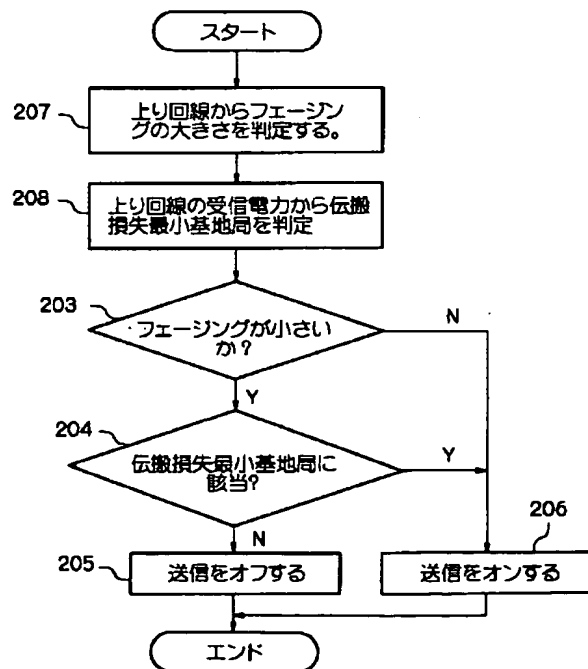 スタート
207
上り回線からフェージン
グの大きさを判定する。
208
上り回線の受信電力から伝搬
損失最小基地局を判定
203
フェージングが小さい
か?
N
Y
204
伝搬損失最小基地局に
該当?
Y
N
206
205
送信をオフする
送信をオンする
エンド